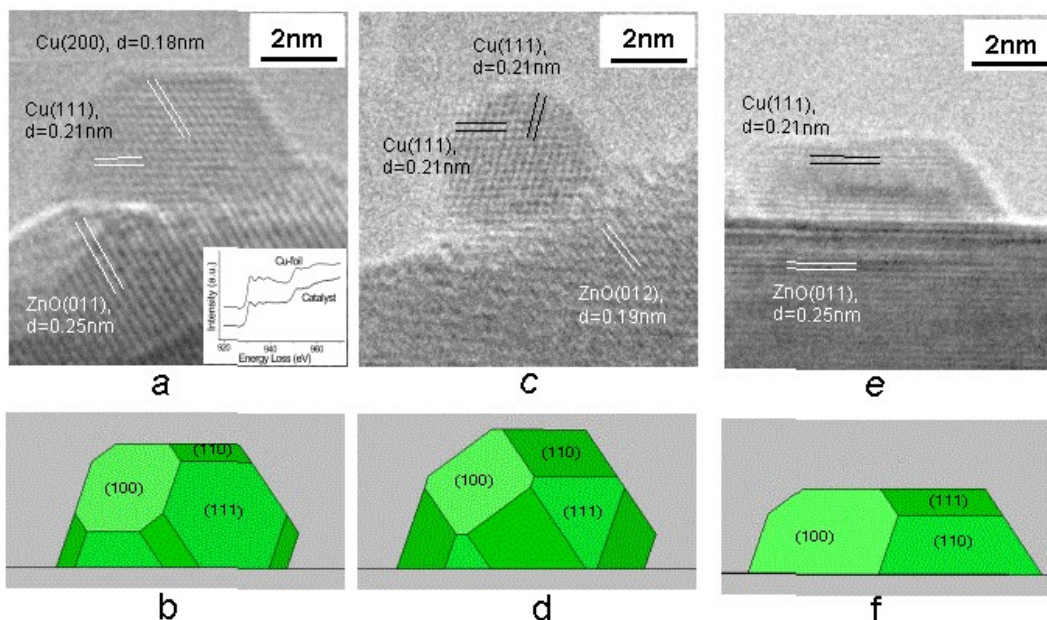 Cu(200), d=0.18nm
2nm
Cu(111),
d=0.21nm
ZnO(011),
d=0.25nm
Intensity (a.u.)
Cu-foil
Catalyst
920
940
960
Energy Loss (eV)
a
Cu(111),
d=0.21nm
2nm
Cu(111),
d=0.21nm
ZnO(012),
d=0.19nm
c
Cu(111),
d=0.21nm
2nm
ZnO(011),
d=0.25nm
e
(110)
(100)
(111)
b
(110)
(100)
(111)
d
(111)
(100)
(110)
f